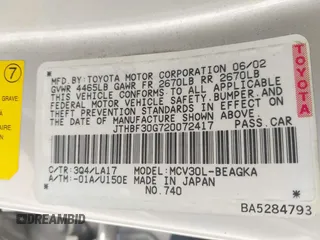 TOYOTA
7
GRAVE
MFD. BY: TOYOTA MOTOR CORPORATION 06/02
GVWR 4465LB GAWR FR 2670LB RR 2670LB
THIS VEHICLE CONFORMS TO ALL APPLICABLE
FEDERAL MOTOR VEHICLE SAFETY, BUMPER, AND
THEFT PREVENTION STANDARDS IN EFFECT ON
THE DATE OF MANUFACTURE SHOWN ABOVE.
JTHBF30G720072417 PASS.CAR
C/TR: 3Q4/LA17 MODEL: MCV30L-BEAGKA
A/TM: -01A/U150E MADE IN JAPAN
NO.740
BA5284793
DREAMBID